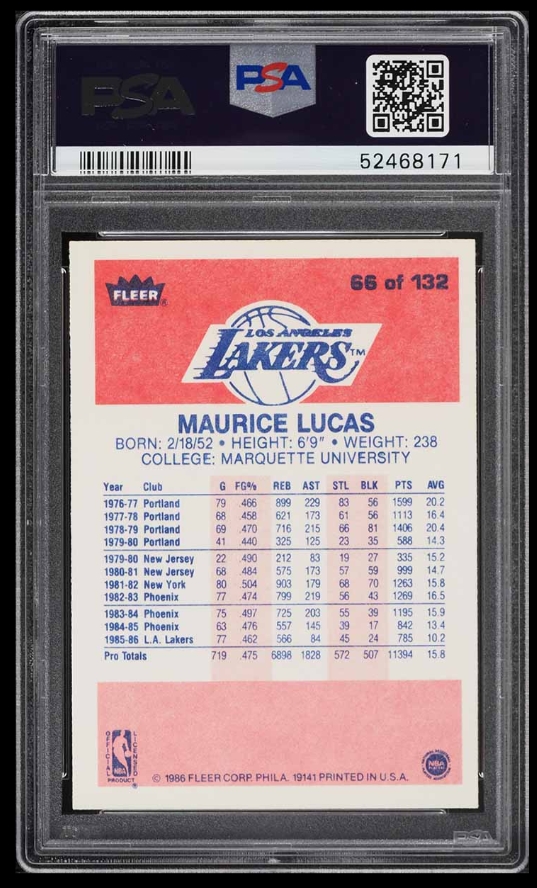 PSA PSA
52468171
FLEER® 66 of 132
LOS ANGELES
LAKERS™
MAURICE LUCAS
BORN: 2/18/52 • HEIGHT: 6'9" • WEIGHT: 238
COLLEGE: MARQUETTE UNIVERSITY
Year Club G FG% REB AST STL BLK PTS AVG
1976-77 Portland 79 .466 899 229 83 56 1599 20.2
1977-78 Portland 68 .458 621 173 61 56 1113 16.4
1978-79 Portland 69 .470 716 215 66 81 1406 20.4
1979-80 Portland 41 .440 325 125 23 35 588 14.3
1979-80 New Jersey 22 .490 212 83 19 27 335 15.2
1980-81 New Jersey 68 .484 575 173 57 59 999 14.7
1981-82 New York 80 .504 903 179 68 70 1263 15.8
1982-83 Phoenix 77 .474 799 219 56 43 1269 16.5
1983-84 Phoenix 75 .497 725 203 55 39 1195 15.9
1984-85 Phoenix 63 .476 557 145 39 17 842 13.4
1985-86 L.A. Lakers 77 .462 566 84 45 24 785 10.2
Pro Totals 719 .475 6898 1828 572 507 11394 15.8
OFFICIAL LICENSED
NBA
PRODUCT®
© 1986 FLEER CORP. PHILA. 19141 PRINTED IN U.S.A.
NBA
PSA